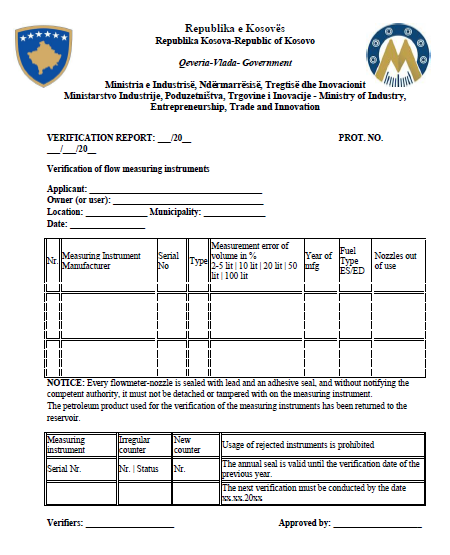 Republika e Kosovës
Republika Kosova-Republic of Kosovo
Qeveria-Vlada- Government
Ministria e Industrisë, Ndërmarrësisë, Tregtisë dhe Inovacionit
Ministarstvo Industrije, Poduzetništva, Trgovine i Inovacije - Ministry of Industry,
Entrepreneurship, Trade and Innovation
VERIFICATION REPORT: ___/20__ PROT. NO.
___/___/20__
Verification of flow measuring instruments
Applicant: ___________________________________
Owner (or user): ______________________________
Location: _____________ Municipality: __________________
Date: ________________
Nr. Measuring Instrument Manufacturer Serial No Type Measurement error of volume in % 2-5 lit | 10 lit | 20 lit | 50 lit | 100 lit Year of mfg Fuel Type ES/ED Nozzles out of use
NOTICE: Every flowmeter-nozzle is sealed with lead and an adhesive seal, and without notifying the
competent authority, it must not be detached or tampered with on the measuring instrument.
The petroleum product used for the verification of the measuring instruments has been returned to the
reservoir.
Measuring instrument Irregular counter New counter Usage of rejected instruments is prohibited
Serial Nr. Nr. | Status Nr. The annual seal is valid until the verification date of the previous year.
The next verification must be conducted by the date xx.xx.20xx
Verifiers: __________________ Approved by: __________________